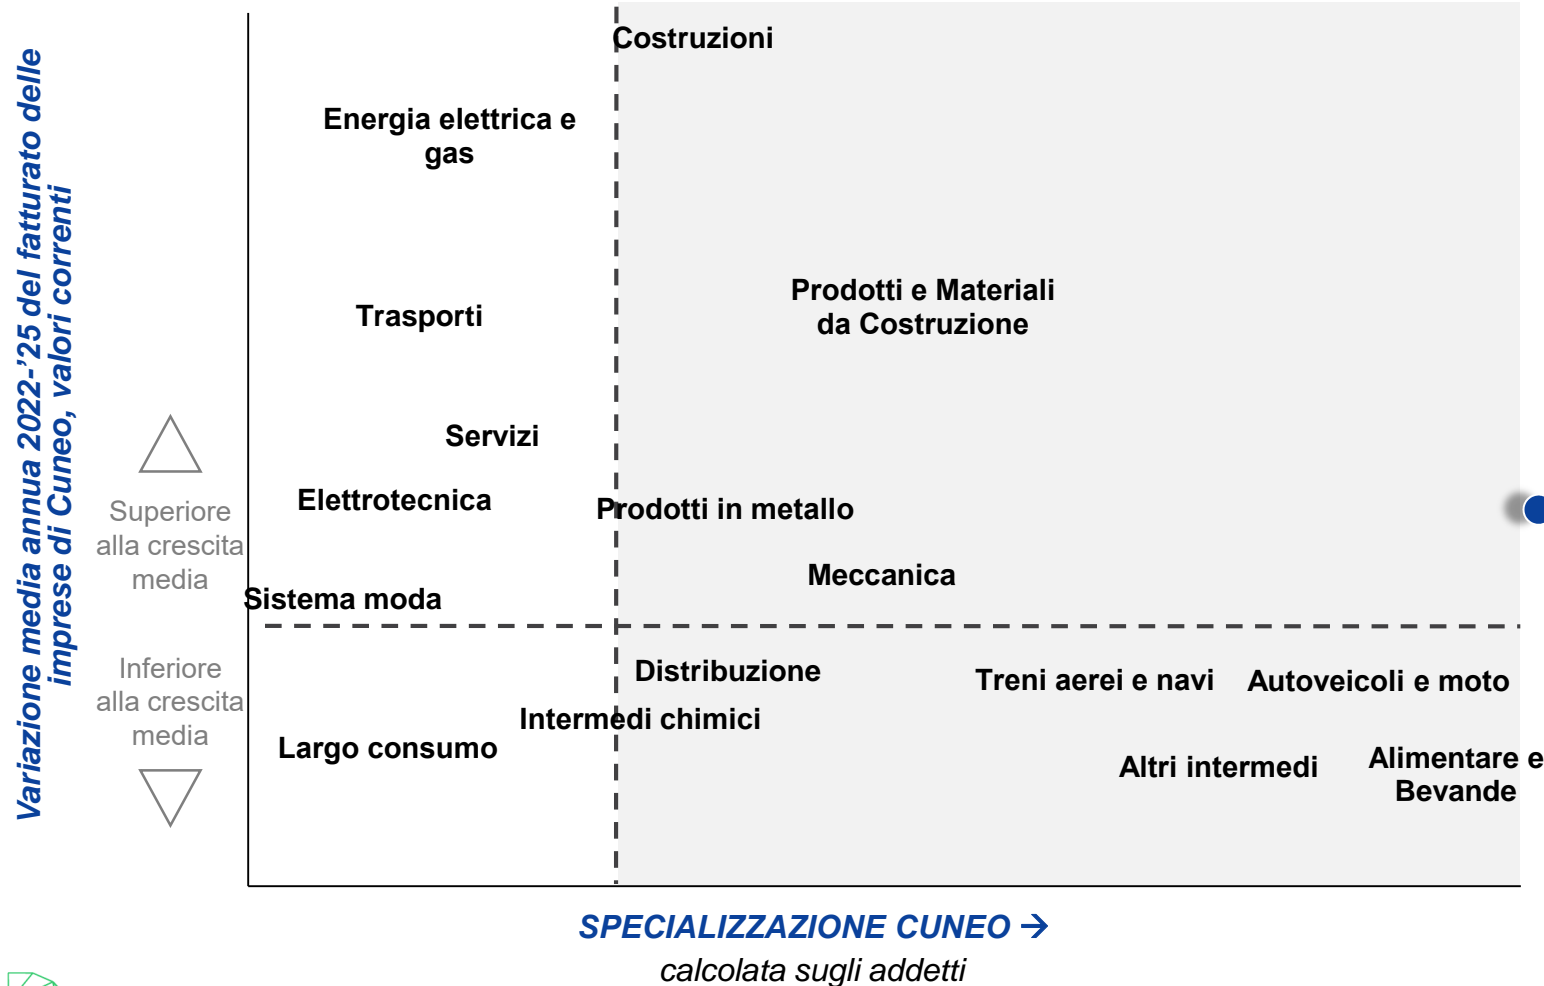 Variazione media annua 2022-’25 del fatturato delle
imprese di Cuneo, valori correnti
Costruzioni
Energia elettrica e
gas
Prodotti e Materiali
da Costruzione
Trasporti
Servizi
Elettrotecnica
Prodotti in metallo
Superiore
alla crescita
media
Meccanica
Sistema moda
Inferiore
alla crescita
media
Distribuzione
Treni aerei e navi
Autoveicoli e moto
Intermedi chimici
Largo consumo
Altri intermedi
Alimentare e
Bevande
SPECIALIZZAZIONE CUNEO →
calcolata sugli addetti